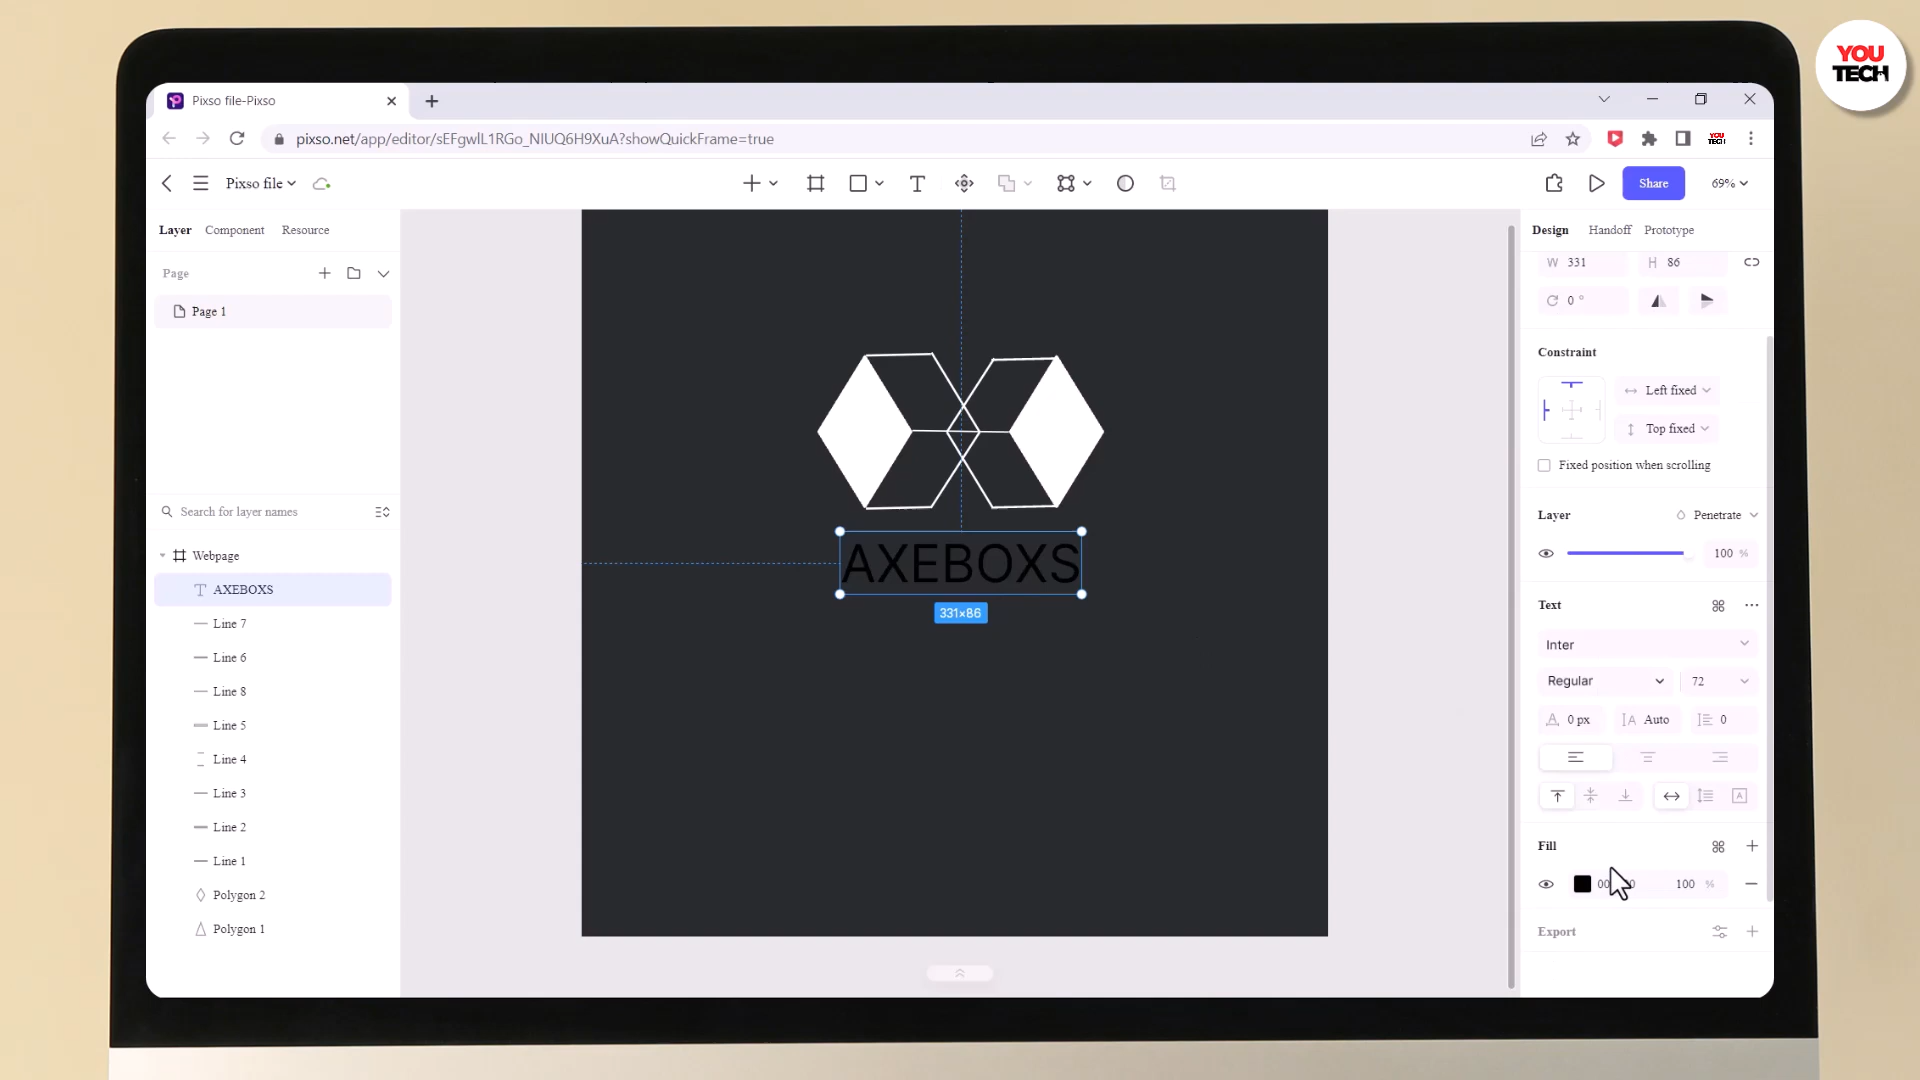 YOU
TECH
Pixso file-Pixso
pixso.net/app/editor/sEFgwlL1RGo_NIUQ6H9XuA?showQuickFrame=true
YOU
TECH
Pixso file
Share
69%
Layer Component Resource
Page
Page 1
Search for layer names
Webpage
AXEBOXS
Line 7
Line 6
Line 8
Line 5
Line 4
Line 3
Line 2
Line 1
Polygon 2
Polygon 1
AXEBOXS
331×86
Design Handoff Prototype
W 331 H 86
0 °
Constraint
Left fixed
Top fixed
Fixed position when scrolling
Layer Penetrate
100 %
Text
Inter
Regular 72
A 0 px A Auto 0
A
Fill
100 %
Export